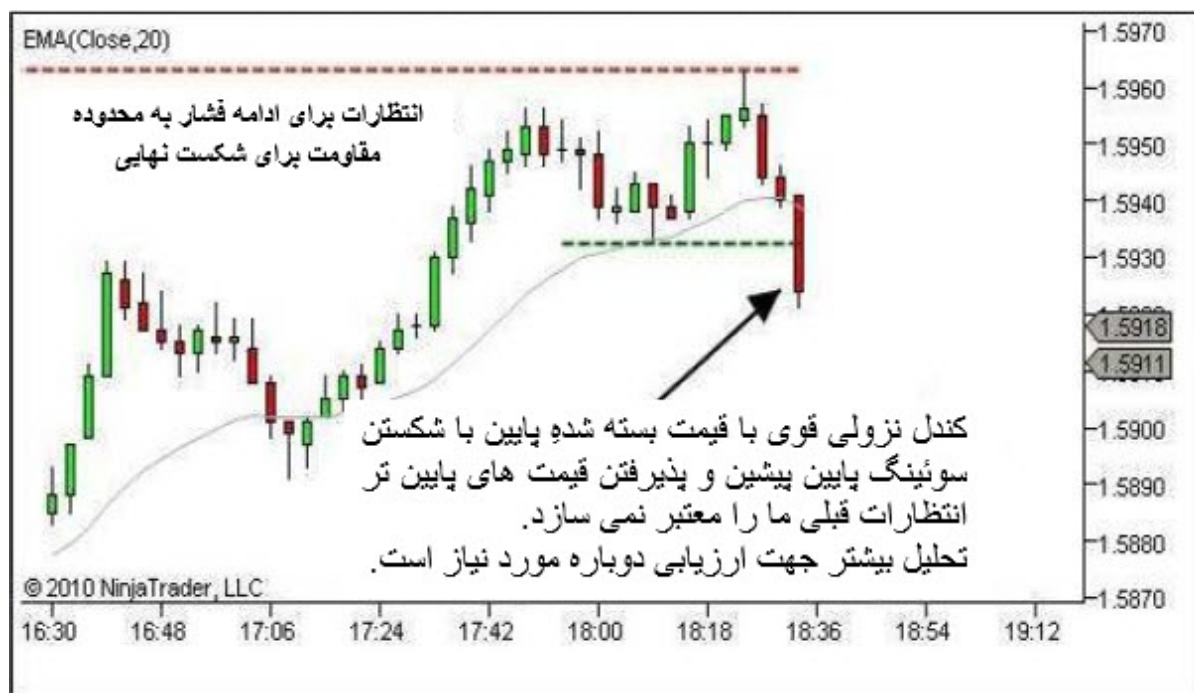 EMA(Close,20)
انتظارات برای ادامه فشار به محدوده
مقاومت برای شکست نهایی
1.5970
1.5960
1.5950
1.5940
1.5930
1.5918
1.5911
1.5900
1.5890
1.5880
1.5870
کندل نزولی قوی با قیمت بسته شدهِ پایین با شکستن
سوئینگ پایین پیشین و پذیرفتن قیمت های پایین تر
انتظارات قبلی ما را معتبر نمی سازد.
تحلیل بیشتر جهت ارزیابی دوباره مورد نیاز است.
© 2010 NinjaTrader, LLC
16:30 16:48 17:06 17:24 17:42 18:00 18:18 18:36 18:54 19:12